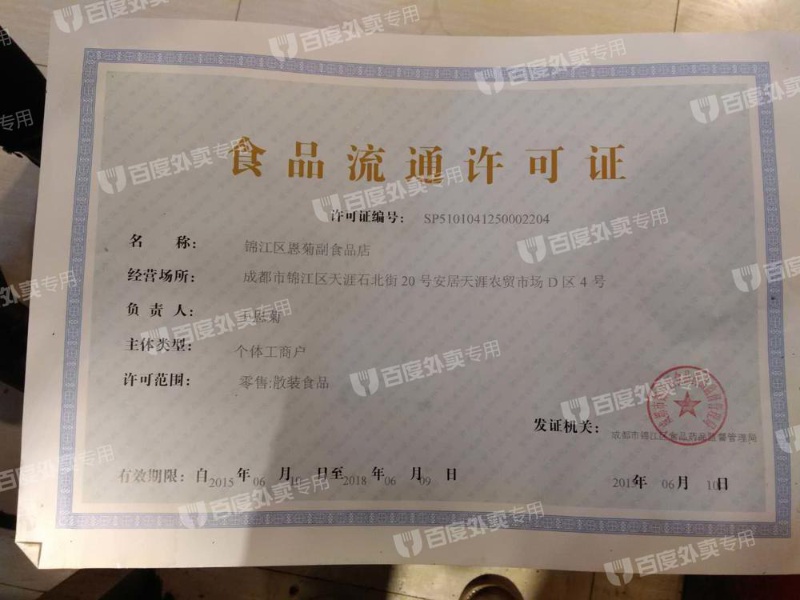 食品流通许可证
许可证编号： SP5101041250002204
名 称： 锦江区恩菊副食品店
经营场所： 成都市锦江区天涯石北街20号安居天涯农贸市场D区4号
负责人： 菊
主体类型： 个体工商户
许可范围： 零售:散装食品
发证机关： 成都市锦江区食品药品监督管理局
有效期限：自2015年06月10日至2018年06月09日
2015年06月10日
百度外卖专用